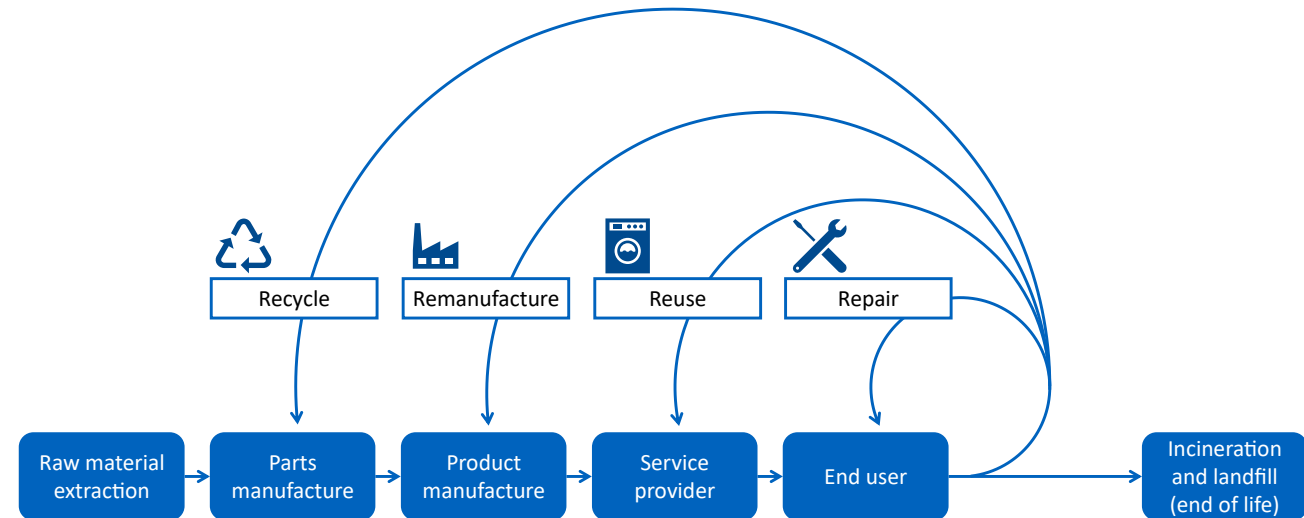 Recycle
Remanufacture
Reuse
Repair
Raw material
extraction
Parts
manufacture
Product
manufacture
Service
provider
End user
Incineration
and landfill
(end of life)